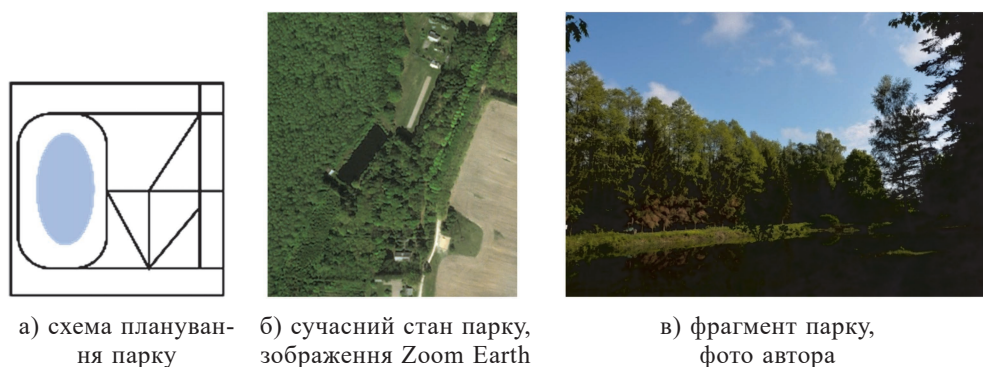 а) схема плануван-
ня парку
б) сучасний стан парку,
зображення Zoom Earth
в) фрагмент парку,
фото автора